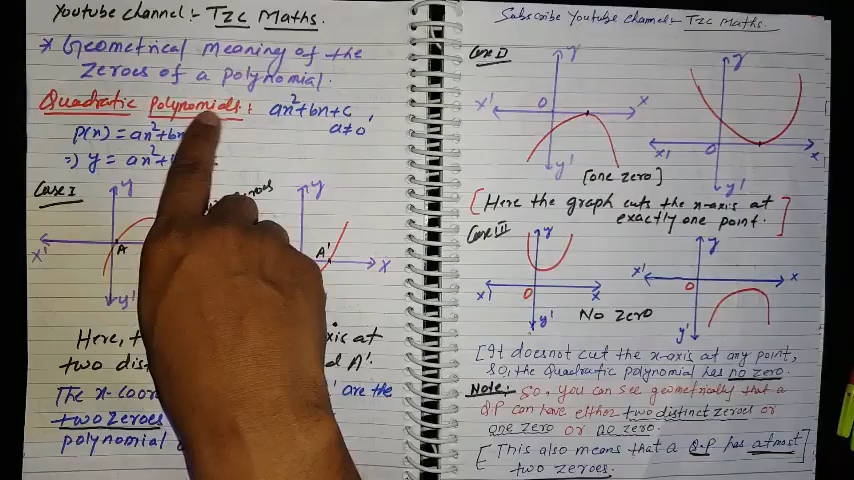 Youtube channel:- Tzc Maths.
* Geometrical Meaning of the
Zeroes of a polynomial.
Quadratic Polynomials: ax²+bx+c
a≠0
p(x) = ax²+bx
=) y = ax²+
Case I
Y
X'
A
Y'
Y
A'
X
Here, axis at
two dis d A'.
The x-coor ' are the
two zeroes
polynomial
Subscribe Youtube channel:- Tzc Maths.
Case II
Y
X'
O
X
Y'
[one zero]
Y
X'
O
X
Y'
[Here the graph cuts the x-axis at
exactly one point.]
Case III
Y
X'
O
X
Y'
No Zero
Y
X'
O
X
Y'
[It doesnot cut the x-axis at any point,
so, the Quadratic polynomial has no zero.
Note:- So, you can see geometrically that a
Q.P can have either two distinct zeroes or
one zero or no zero.
[This also means that a Q.P has atmost]
two zeroes.